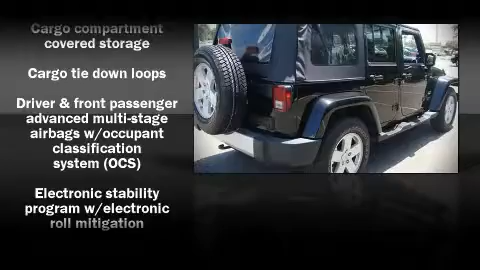 Cargo compartment
covered storage
Cargo tie down loops
Driver & front passenger
advanced multi-stage
airbags w/occupant
classification
system (OCS)
Electronic stability
program w/electronic
roll mitigation